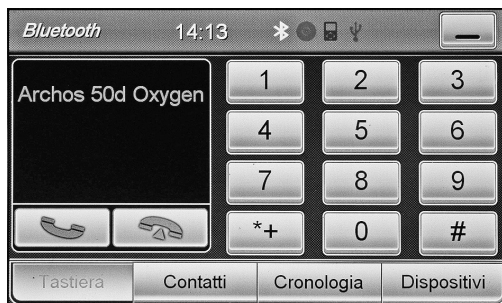 Bluetooth 14:13
Archos 50d Oxygen
1 2 3
4 5 6
7 8 9
*+ 0 #
Tastiera Contatti Cronologia Dispositivi